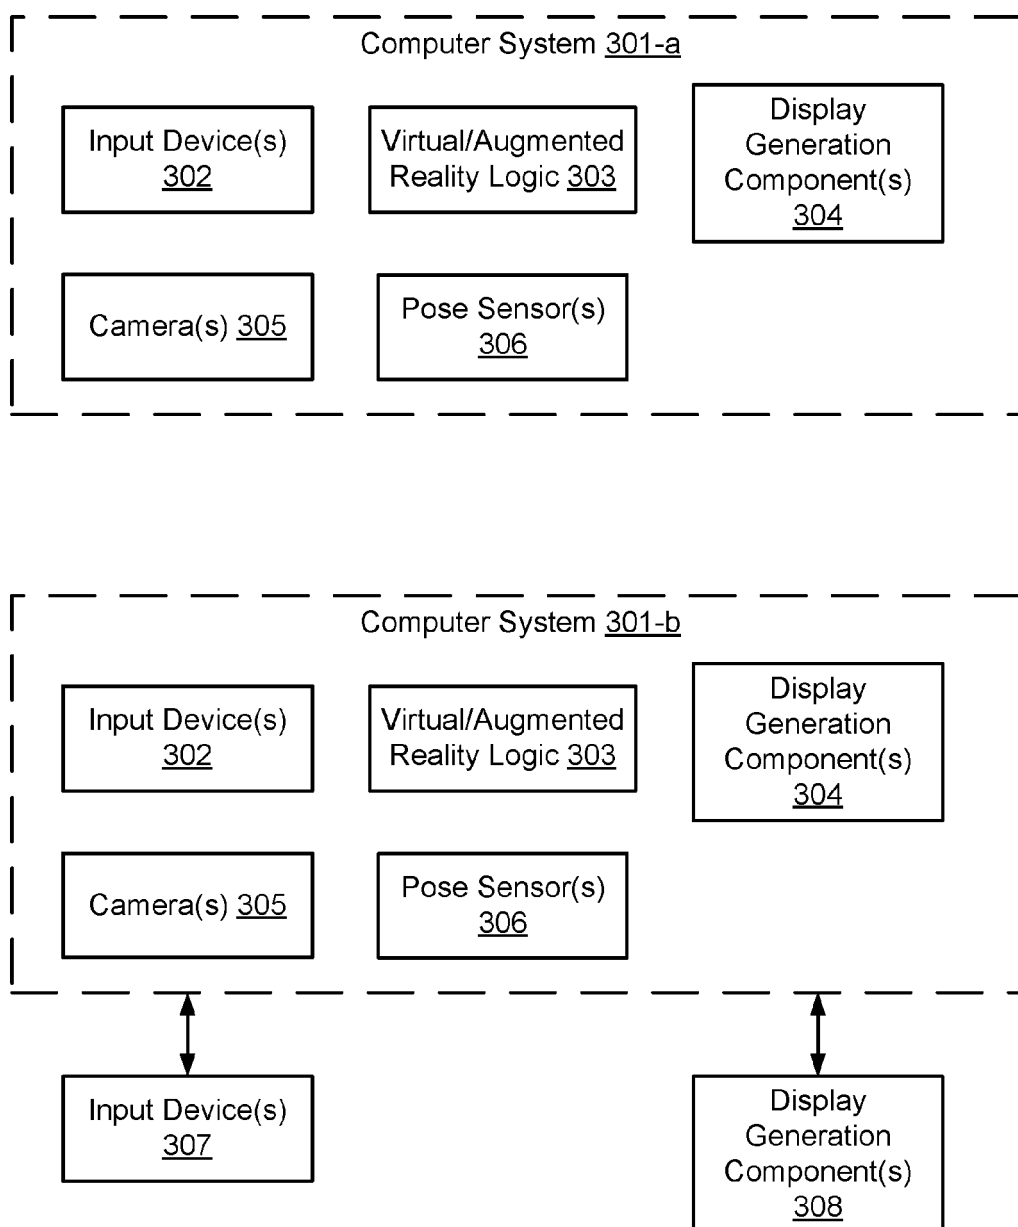 Computer System 301-a
Input Device(s)
302
Virtual/Augmented
Reality Logic 303
Display
Generation
Component(s)
304
Camera(s) 305
Pose Sensor(s)
306
Computer System 301-b
Input Device(s)
302
Virtual/Augmented
Reality Logic 303
Display
Generation
Component(s)
304
Camera(s) 305
Pose Sensor(s)
306
Input Device(s)
307
Display
Generation
Component(s)
308